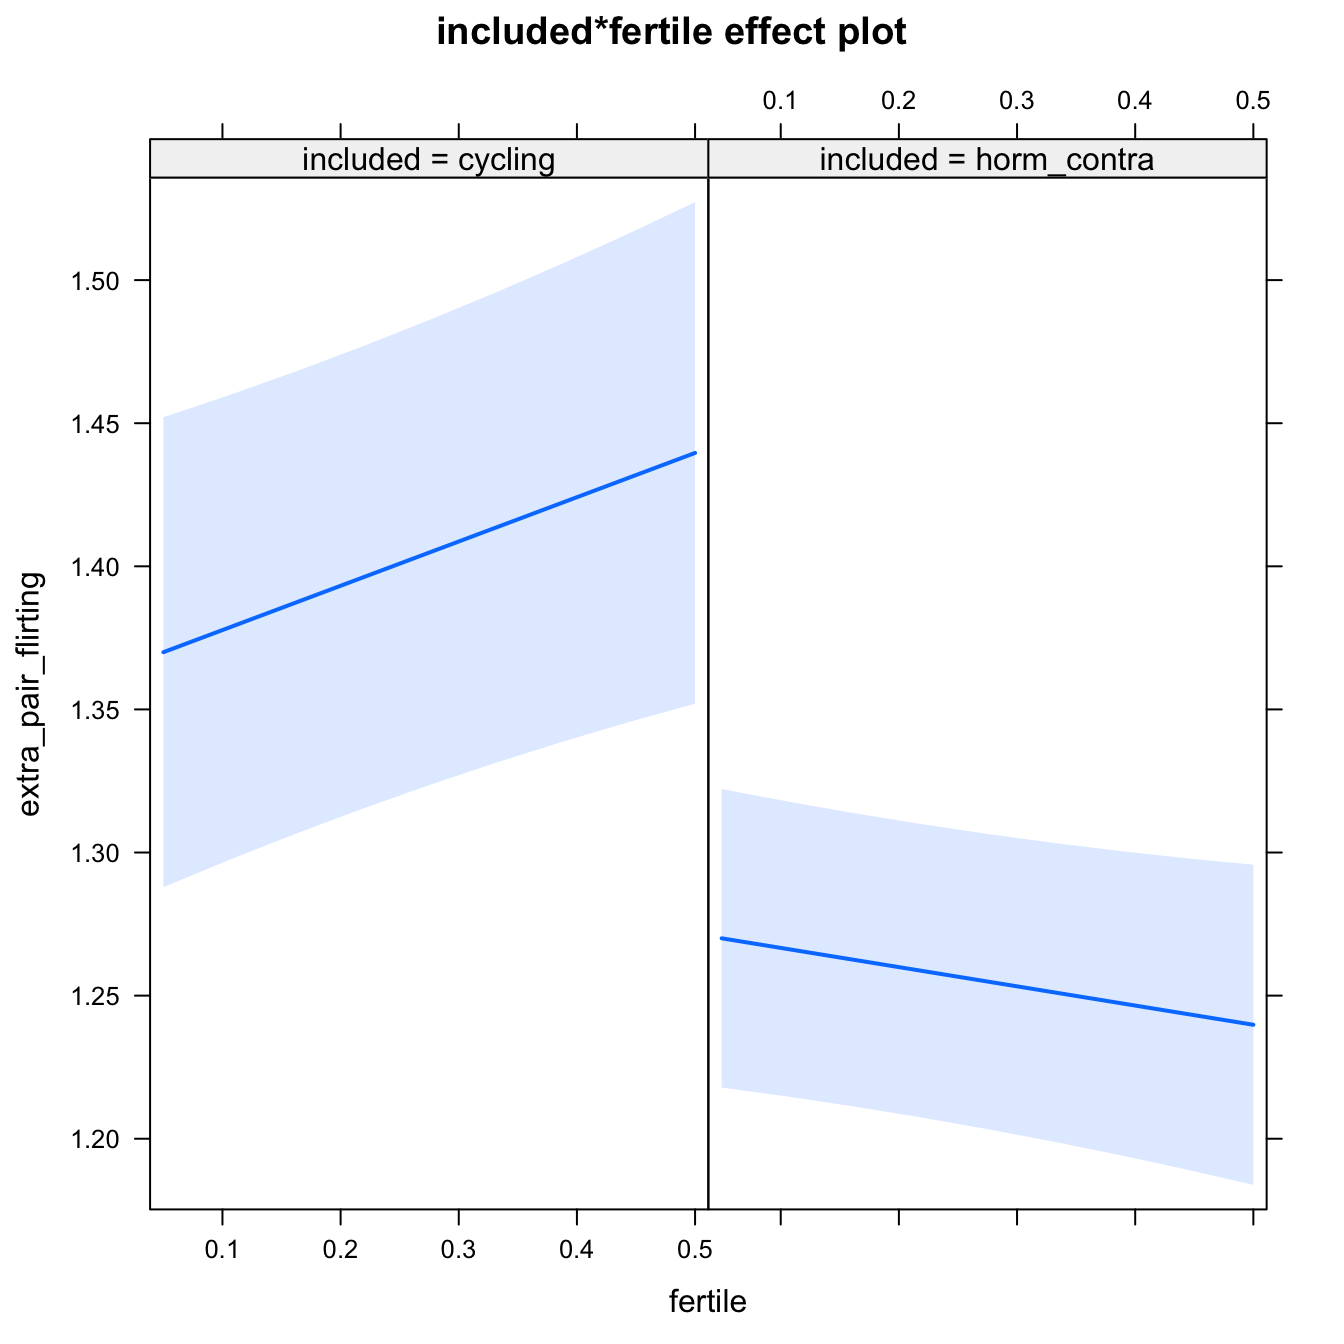 included*fertile effect plot
0.1 0.2 0.3 0.4 0.5
included = cycling included = horm_contra
1.50
1.45
1.40
1.35
1.30
1.25
1.20
extra_pair_flirting
0.1 0.2 0.3 0.4 0.5
fertile